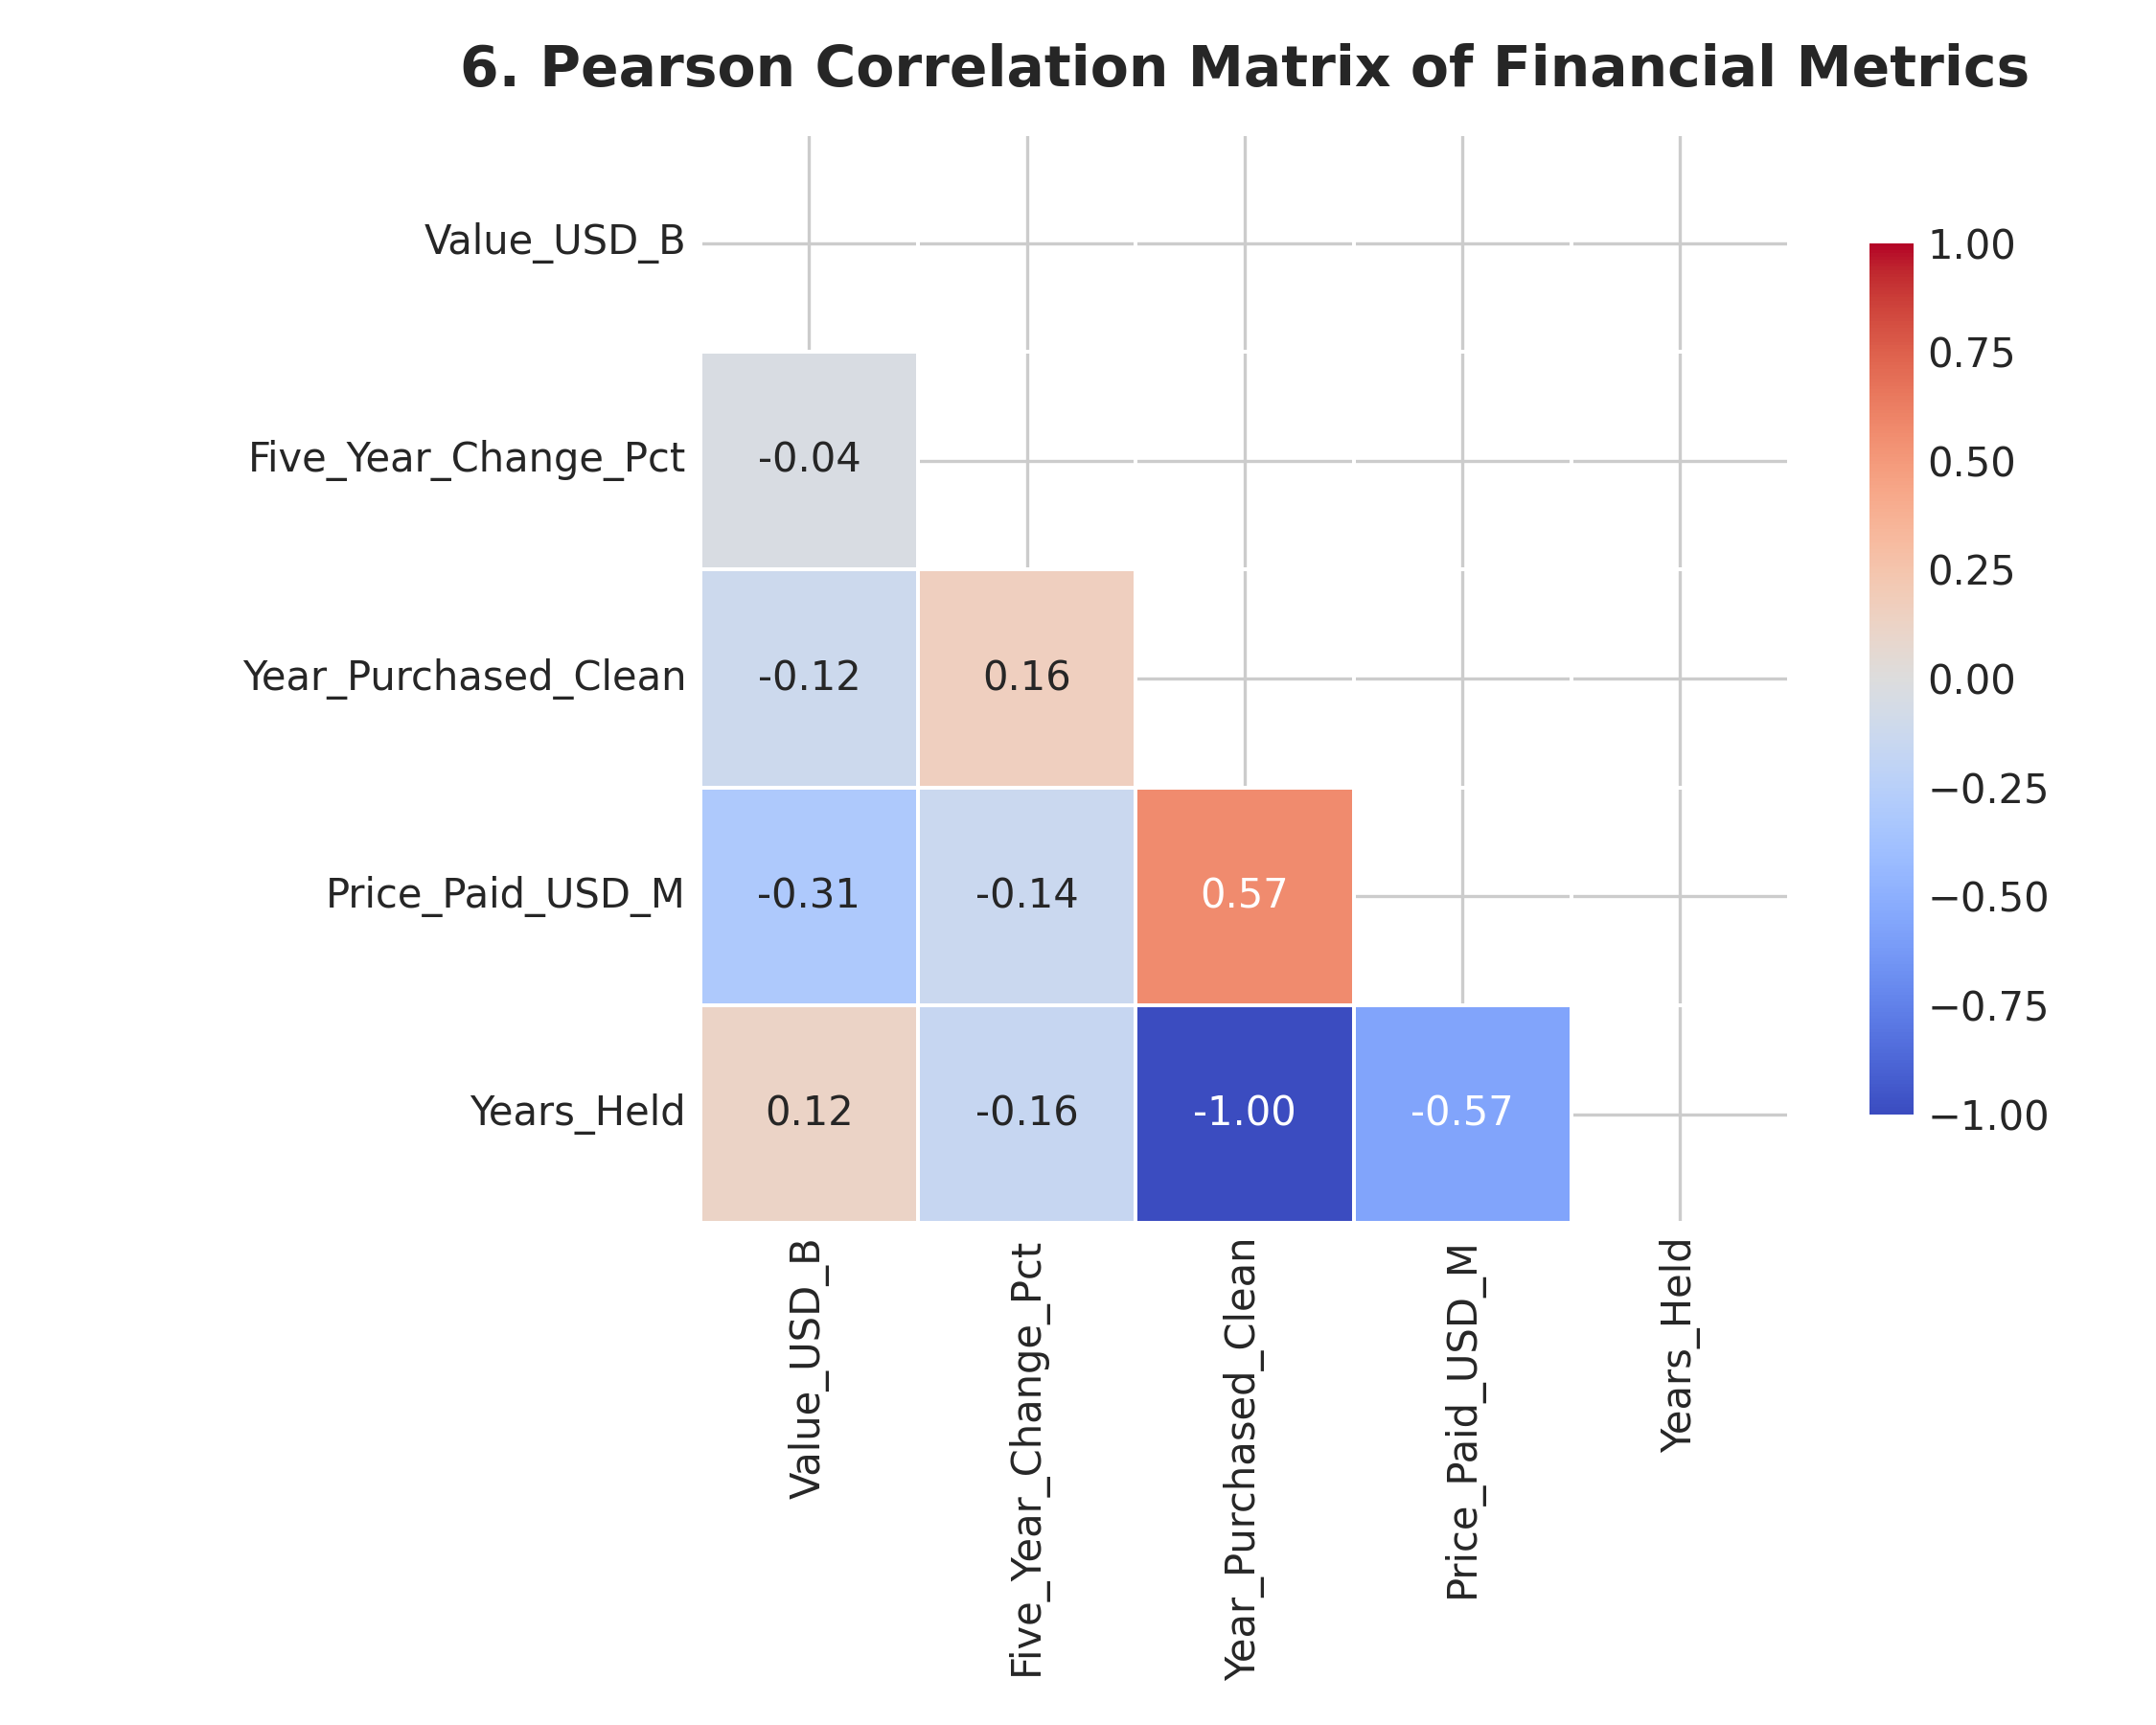 6. Pearson Correlation Matrix of Financial Metrics
Value_USD_B
Five_Year_Change_Pct
-0.04
Year_Purchased_Clean
-0.12
0.16
Price_Paid_USD_M
-0.31
-0.14
0.57
Years_Held
0.12
-0.16
-1.00
-0.57
Value_USD_B
Five_Year_Change_Pct
Year_Purchased_Clean
Price_Paid_USD_M
Years_Held
1.00
0.75
0.50
0.25
0.00
−0.25
−0.50
−0.75
−1.00